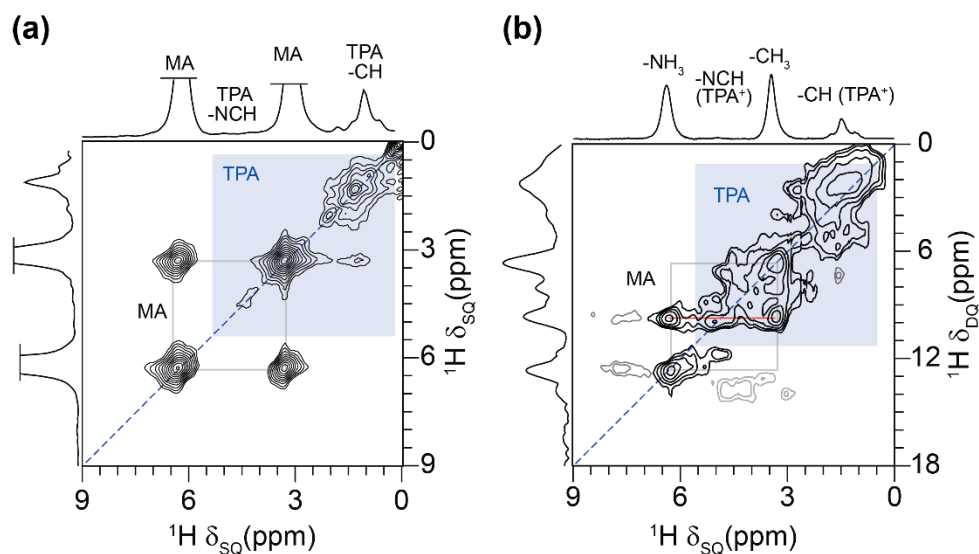 (a)
MA
TPA
-NCH
MA
TPA
-CH
TPA
MA
0
3
6
9
¹H δSQ(ppm)
9
6
3
0
¹H δSQ(ppm)
(b)
-NH₃
-NCH
(TPA⁺)
-CH₃
-CH (TPA⁺)
TPA
MA
0
6
12
18
¹H δDQ(ppm)
9
6
3
0
¹H δSQ(ppm)